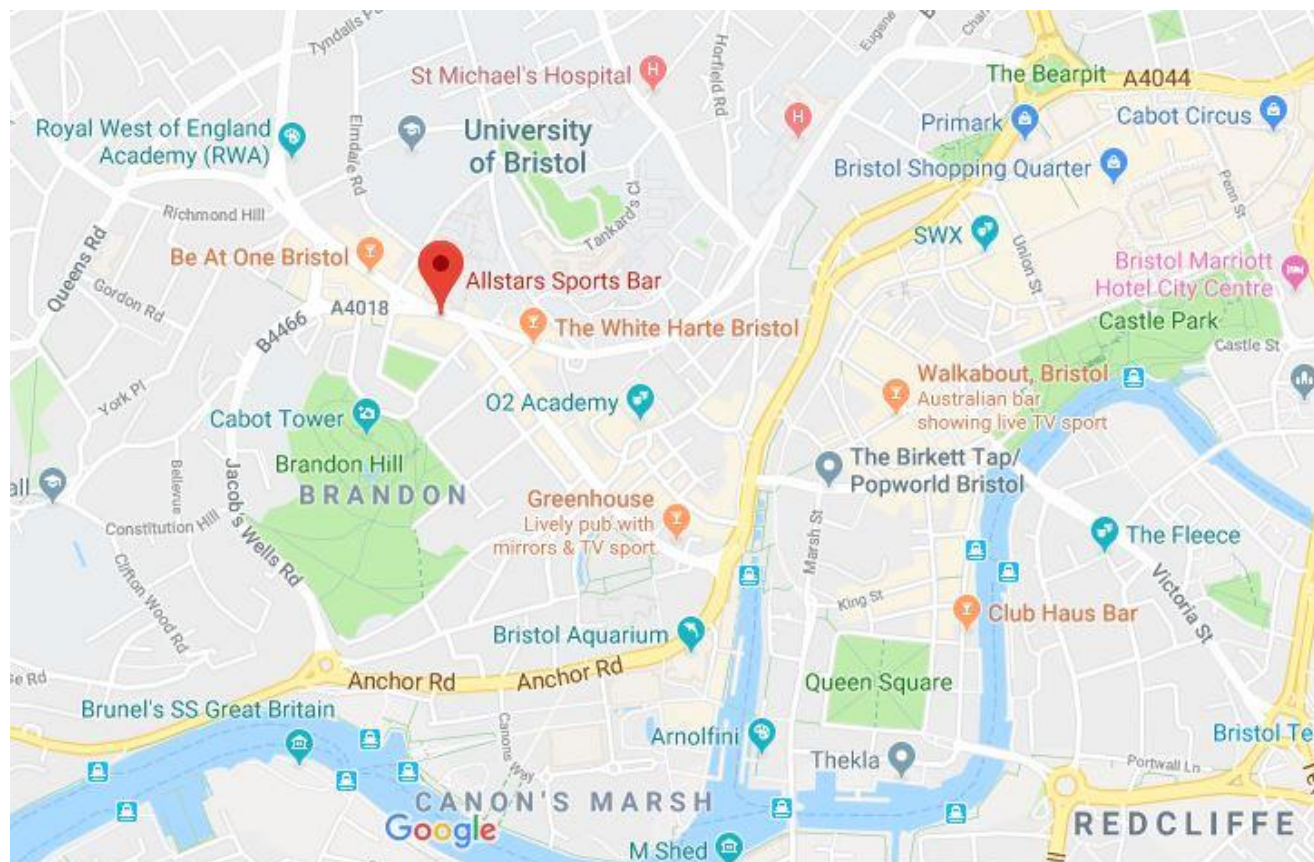 Tyndalls P
Horfield Rd
Eugene
St Michael's Hospital
H
The Bearpit
A4044
Royal West of England
Academy (RWA)
Elmdale Rd
University
of Bristol
H
Primark
Cabot Circus
Bristol Shopping Quarter
Penn St
Richmond Hill
Tankard's Cl
SWX
Union St
Queens Rd
Be At One Bristol
Allstars Sports Bar
Bristol Marriott
Hotel City Centre
Gordon Rd
B4466
A4018
The White Harte Bristol
Castle Park
Castle St
York Pl
Cabot Tower
O2 Academy
Walkabout, Bristol
Australian bar
showing live TV sport
Brandon Hill
BRANDON
The Birkett Tap/
Popworld Bristol
all
Bellevue
Jacob's Wells Rd
Constitution Hill
Greenhouse
Lively pub with
mirrors & TV sport
Marsh St
The Fleece
Victoria St
Clifton Wood Rd
King St
Club Haus Bar
Bristol Aquarium
Anchor Rd
Anchor Rd
Queen Square
se Rd
Brunel's SS Great Britain
Canons Way
Arnolfini
Thekla
Bristol Te
Portwall Ln
CANON'S MARSH
Google
REDCLIFFE
M Shed